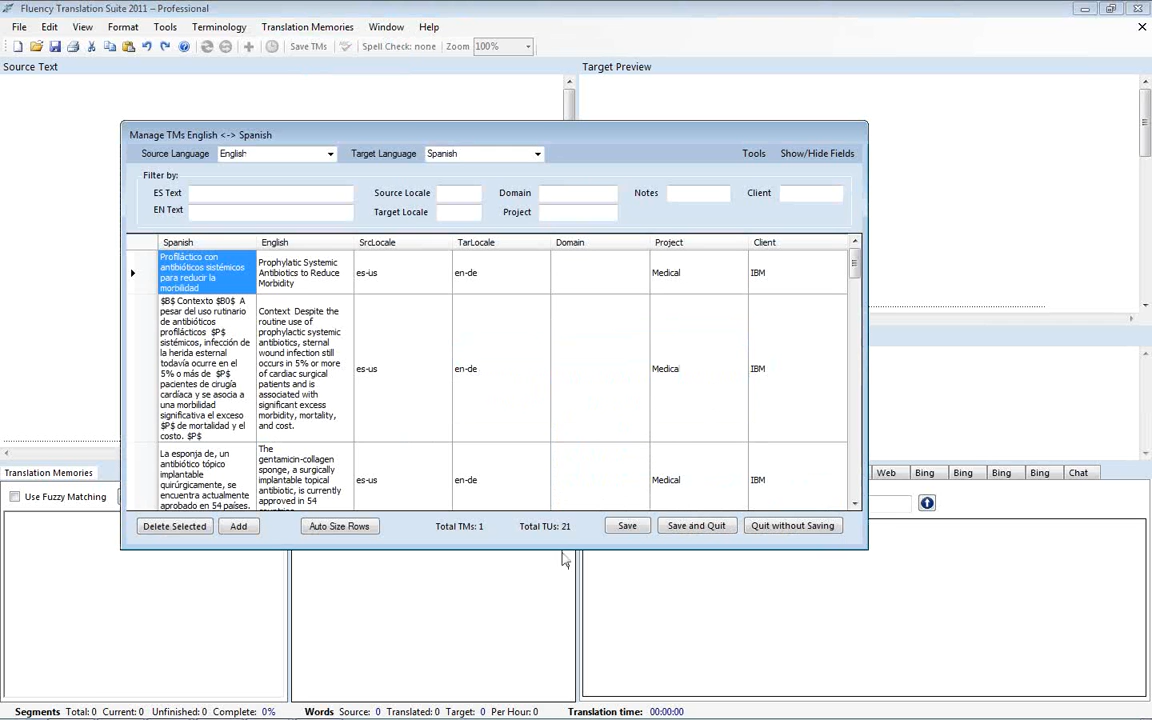 Fluency Translation Suite 2011 – Professional
File Edit View Format Tools Terminology Translation Memories Window Help
Save TMs Spell Check: none Zoom 100%
Source Text
Target Preview
Manage TMs English <-> Spanish
Source Language English Target Language Spanish Tools Show/Hide Fields
Filter by:
ES Text Source Locale Domain Notes Client
EN Text Target Locale Project
Spanish English SrcLocale TarLocale Domain Project Client
Profiláctico con
antibióticos sistémicos
para reducir la
morbilidad
Prophylatic Systemic
Antibiotics to Reduce
Morbidity
es-us en-de Medical IBM
$B$ Contexto $B0$ A
pesar del uso rutinario
de antibióticos
profilácticos $P$
sistémicos, infección de
la herida esternal
todavía ocurre en el
5% o más de $P$
pacientes de cirugía
cardíaca y se asocia a
una morbilidad
significativa el exceso
$P$ de mortalidad y el
costo. $P$
Context Despite the
routine use of
prophylactic systemic
antibiotics, sternal
wound infection still
occurs in 5% or more
of cardiac surgical
patients and is
associated with
significant excess
morbidity, mortality,
and cost.
es-us en-de Medical IBM
La esponja de, un
antibiótico tópico
implantable
quirúrgicamente, se
encuentra actualmente
aprobado en 54 países.
The
gentamicin-collagen
sponge, a surgically
implantable topical
antibiotic, is currently
approved in 54
es-us en-de Medical IBM
Delete Selected Add Auto Size Rows Total TMs: 1 Total TUs: 21 Save Save and Quit Quit without Saving
Translation Memories
Web Bing Bing Bing Bing Chat
Use Fuzzy Matching
Segments Total: 0 Current: 0 Unfinished: 0 Complete: 0% Words Source: 0 Translated: 0 Target: 0 Per Hour: 0 Translation time: 00:00:00